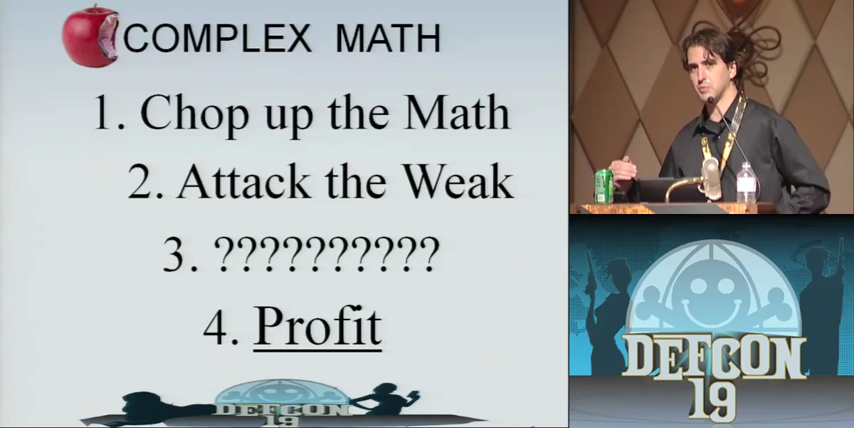 COMPLEX MATH
1. Chop up the Math
2. Attack the Weak
3. ??????????
4. Profit
DEFCON
19
DEFCON
19